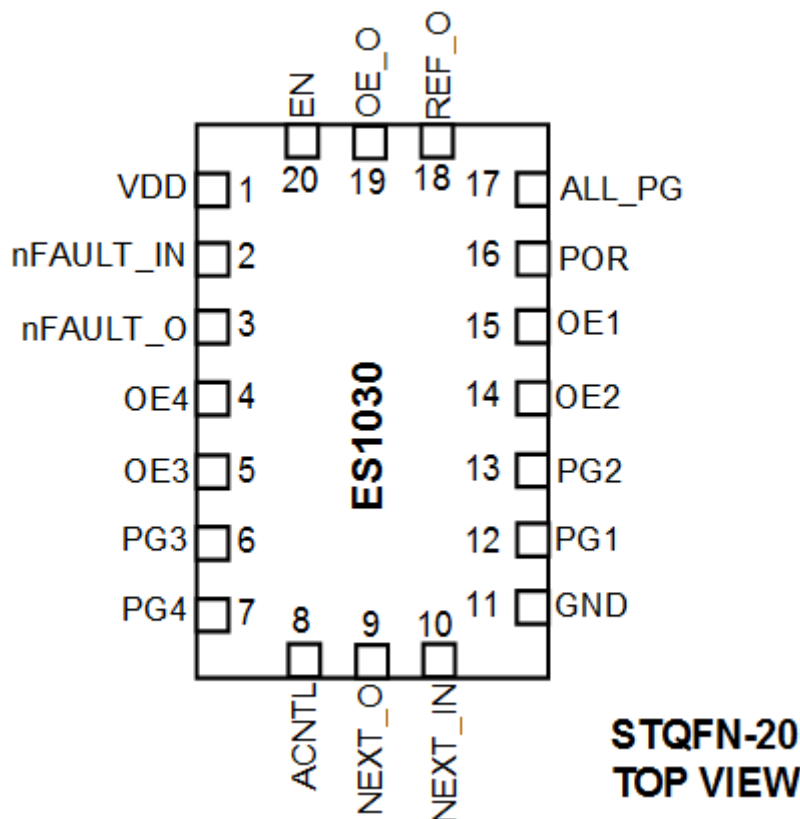 EN
OE_O
REF_O
20
19
18
VDD 1
17 ALL_PG
nFAULT_IN 2
16 POR
nFAULT_O 3
15 OE1
OE4 4
14 OE2
OE3 5
13 PG2
PG3 6
12 PG1
PG4 7
11 GND
ES1030
8
9
10
ACNTL
NEXT_O
NEXT_IN
STQFN-20
TOP VIEW